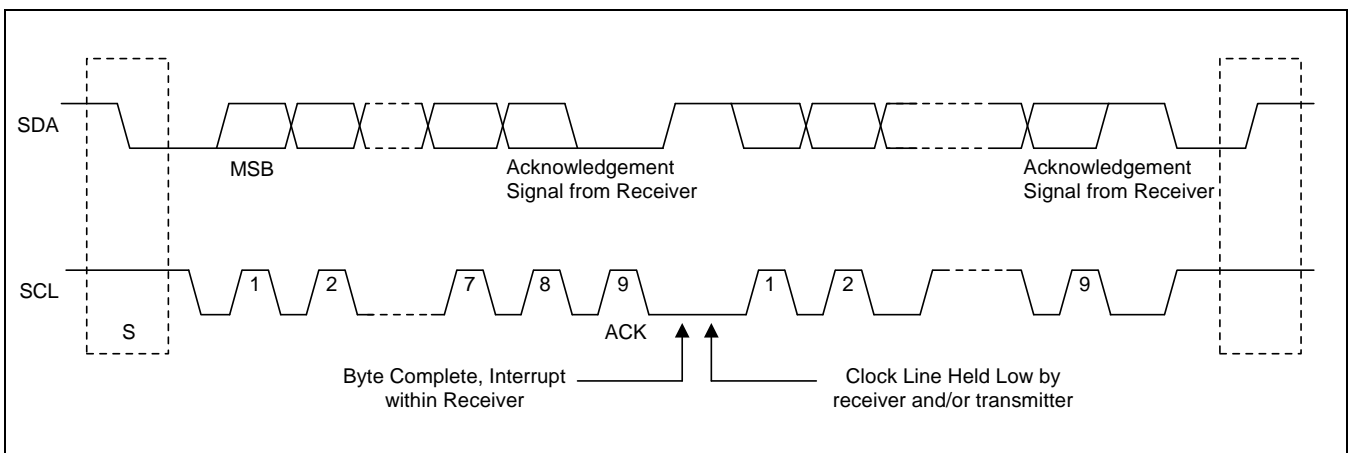 SDA
MSB
Acknowledgement
Signal from Receiver
Acknowledgement
Signal from Receiver
SCL
1
2
7
8
9
1
2
9
S
ACK
Byte Complete, Interrupt
within Receiver
Clock Line Held Low by
receiver and/or transmitter